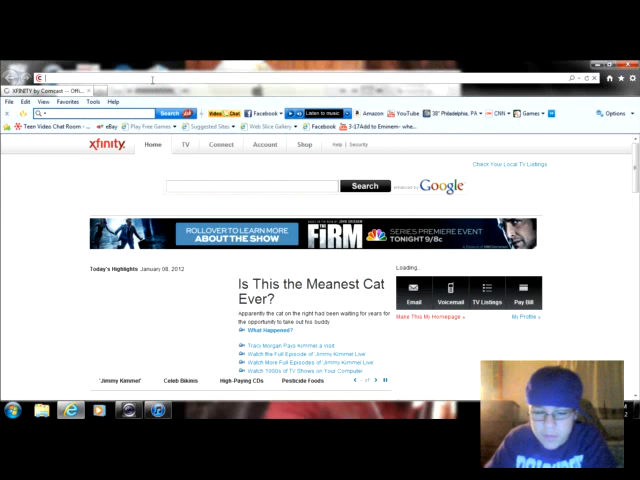 XFINITY by Comcast -- Offi...
File Edit View Favorites Tools Help
Search Video Chat Facebook Listen to music Amazon YouTube 38° Philadelphia, PA CNN Games Options
Teen Video Chat Room - ... eBay Play Free Games Suggested Sites Web Slice Gallery Facebook 3-17Add to Eminem- whe...
xfinity. Home TV Connect Account Shop Help | Security
Check Your Local TV Listings
Search enhanced by Google
ROLLOVER TO LEARN MORE
ABOUT THE SHOW
THE FIRM
SERIES PREMIERE EVENT
TONIGHT 9/8c
Today's Highlights January 08, 2012
Loading..
Is This the Meanest Cat
Ever?
Email Voicemail TV Listings Pay Bill
Apparently the cat on the right had been waiting for years for
the opportunity to take out his buddy
Make This My Homepage » My Profile »
What Happened?
Tracy Morgan Pays Kimmel a Visit
Watch the Full Episode of 'Jimmy Kimmel Live'
Watch More Full Episodes of 'Jimmy Kimmel Live'
Watch 1000s of TV Shows on Your Computer
'Jimmy Kimmel' Celeb Bikinis High-Paying CDs Pesticide Foods